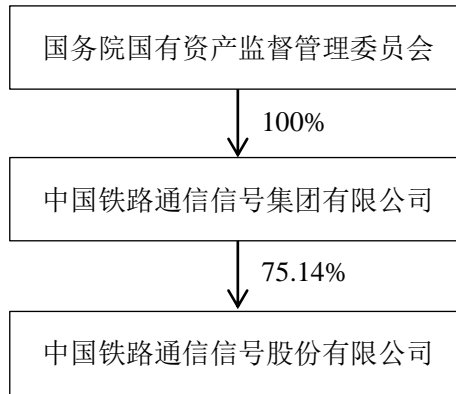 国务院国有资产监督管理委员会
100%
中国铁路通信信号集团有限公司
75.14%
中国铁路通信信号股份有限公司